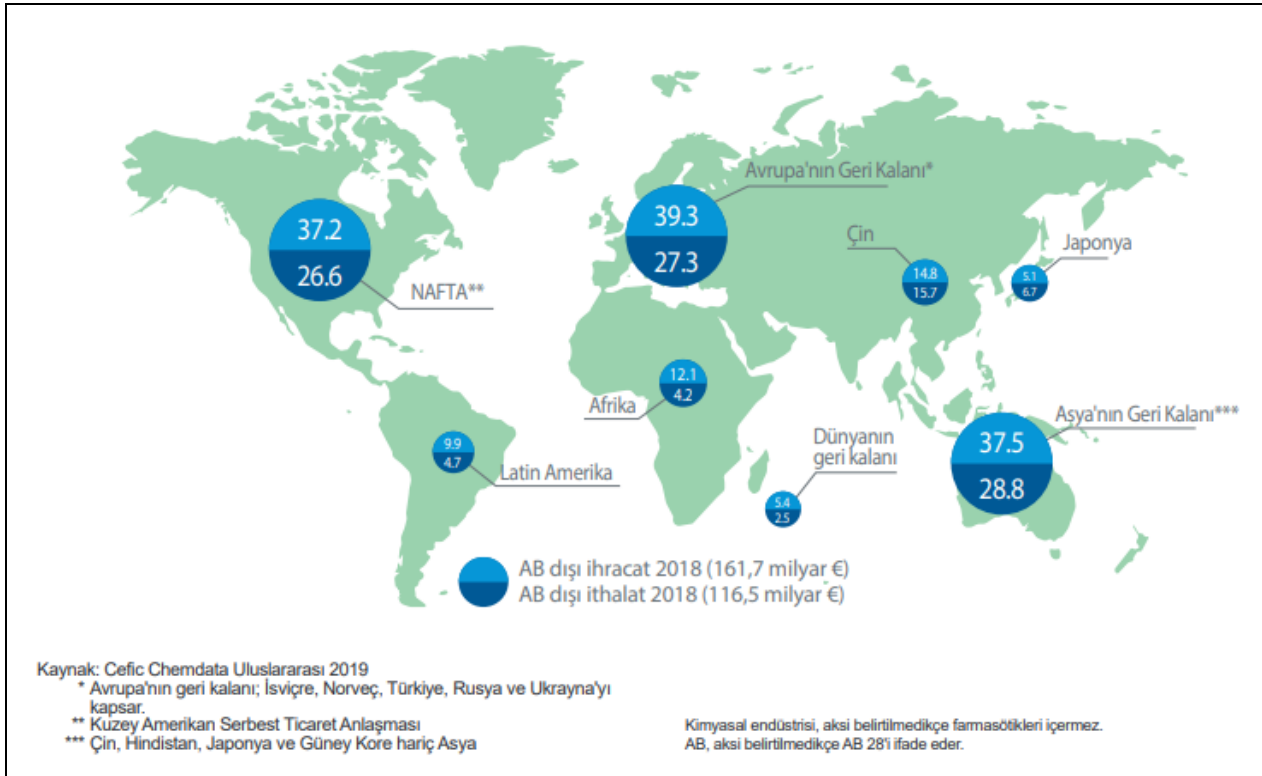 Avrupa'nın Geri Kalanı*
39.3
27.3
37.2
26.6
NAFTA**
Çin
14.8
15.7
Japonya
5.1
6.7
12.1
4.2
Afrika
9.9
4.7
Latin Amerika
Dünyanın
geri kalanı
5.4
2.5
Asya'nın Geri Kalanı***
37.5
28.8
AB dışı ihracat 2018 (161,7 milyar €)
AB dışı ithalat 2018 (116,5 milyar €)
Kaynak: Cefic Chemdata Uluslararası 2019
* Avrupa'nın geri kalanı; İsviçre, Norveç, Türkiye, Rusya ve Ukrayna'yı
kapsar.
** Kuzey Amerikan Serbest Ticaret Anlaşması
*** Çin, Hindistan, Japonya ve Güney Kore hariç Asya
Kimyasal endüstrisi, aksi belirtilmedikçe farmasötikleri içermez.
AB, aksi belirtilmedikçe AB 28'i ifade eder.